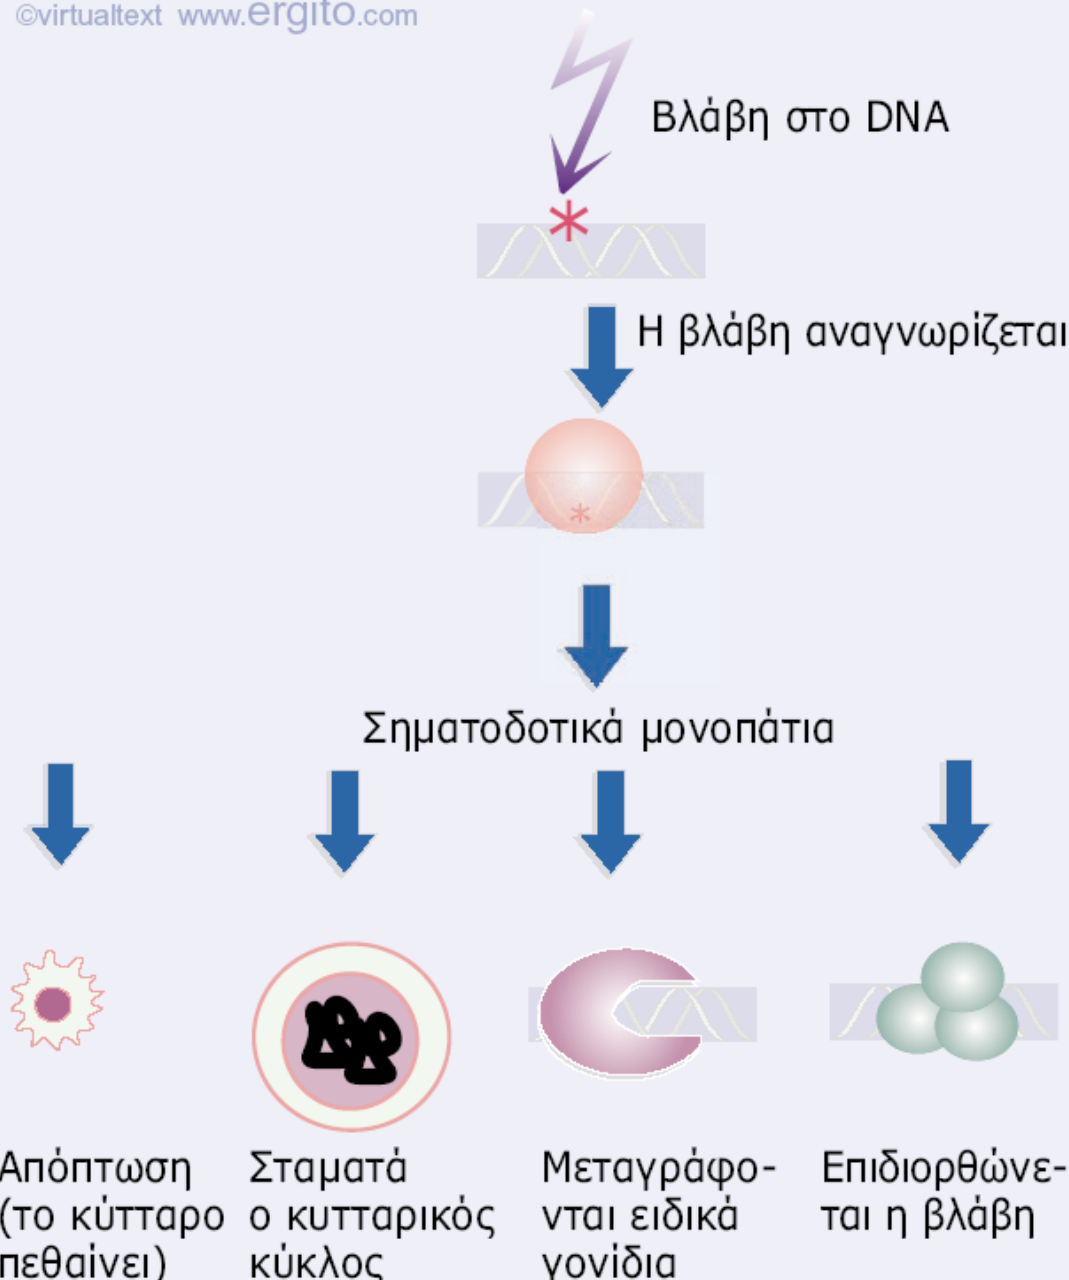 ©virtualtext www.ergito.com
Βλάβη στο DNA
Η βλάβη αναγνωρίζεται
Σηματοδοτικά μονοπάτια
Απόπτωση
(το κύτταρο
πεθαίνει)
Σταματά
ο κυτταρικός
κύκλος
Μεταγράφο-
νται ειδικά
γονίδια
Επιδιορθώνε-
ται η βλάβη